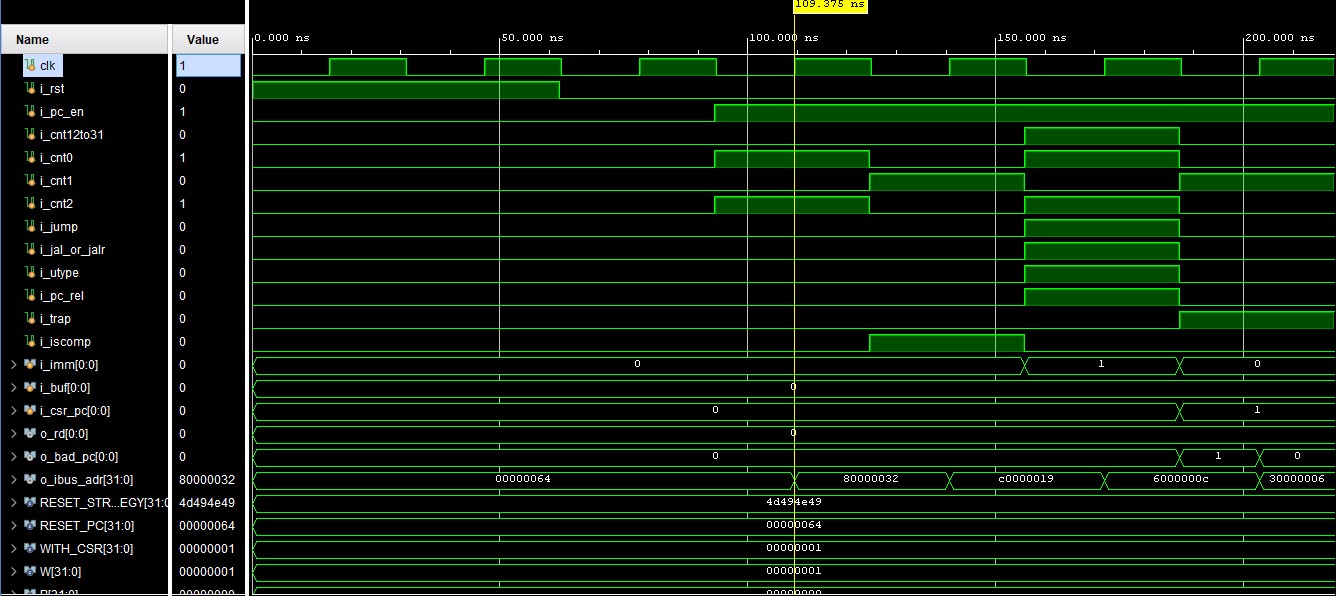 109.375 ns
Name Value 0.000 ns 50.000 ns 100.000 ns 150.000 ns 200.000 ns
clk 1
i_rst 0
i_pc_en 1
i_cnt12to31 0
i_cnt0 1
i_cnt1 0
i_cnt2 1
i_jump 0
i_jal_or_jalr 0
i_utype 0
i_pc_rel 0
i_trap 0
i_iscomp 0
i_imm[0:0] 0 0 1 0
i_buf[0:0] 0 0
i_csr_pc[0:0] 0 0 1
o_rd[0:0] 0 0
o_bad_pc[0:0] 0 0 1 0
o_ibus_adr[31:0] 80000032 00000064 80000032 c0000019 6000000c 30000006
RESET_STR...EGY[31:0 4d494e49 4d494e49
RESET_PC[31:0] 00000064 00000064
WITH_CSR[31:0] 00000001 00000001
W[31:0] 00000001 00000001